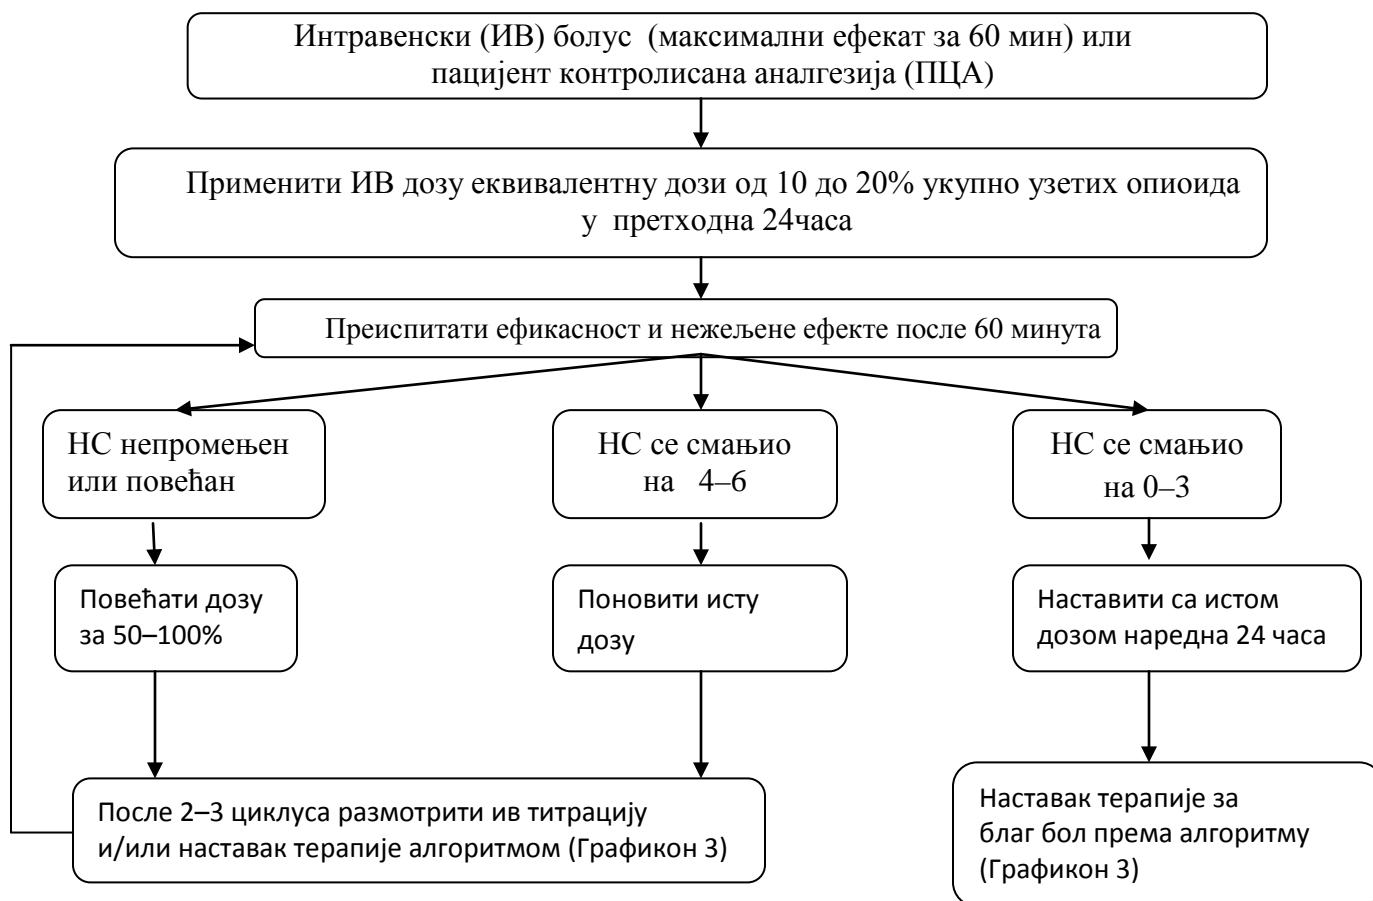 Интравенски (ИВ) болус (максимални ефекат за 60 мин) или
пацијент контролисана аналгезија (ПЦА)
Применити ИВ дозу еквивалентну дози од 10 до 20% укупно узетих опиоида
у претходна 24часа
Преиспитати ефикасност и нежељене ефекте после 60 минута
НС непромењен
или повећан
НС се смањио
на 4–6
НС се смањио
на 0–3
Повећати дозу
за 50–100%
Поновити исту
дозу
Наставити са истом
дозом наредна 24 часа
После 2–3 циклуса размотрити ив титрацију
и/или наставак терапије алгоритмом (Графикон 3)
Наставак терапије за
благ бол према алгоритму
(Графикон 3)